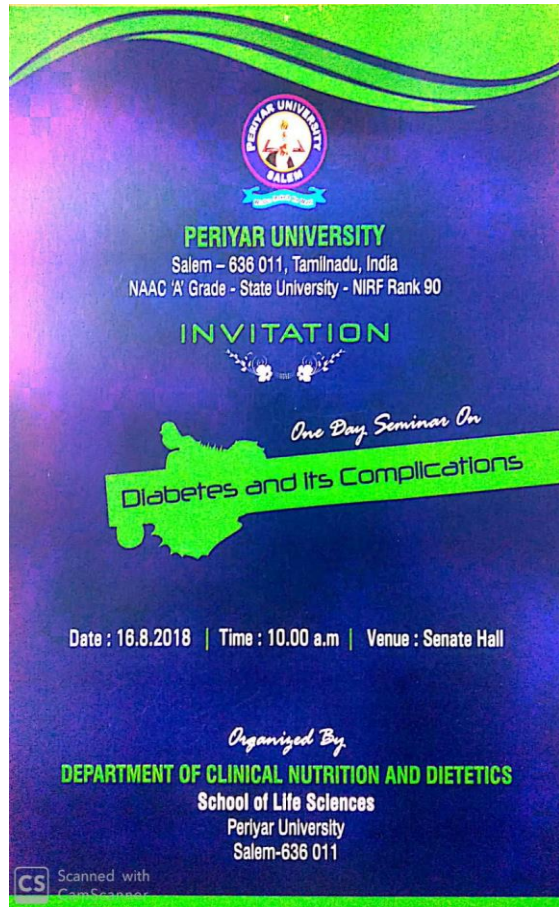 PERIYAR UNIVERSITY
SALEM
PERIYAR UNIVERSITY
Salem – 636 011, Tamilnadu, India
NAAC 'A' Grade - State University - NIRF Rank 90
INVITATION
One Day Seminar On
Diabetes and its Complications
Date : 16.8.2018 | Time : 10.00 a.m | Venue : Senate Hall
Organized By
DEPARTMENT OF CLINICAL NUTRITION AND DIETETICS
School of Life Sciences
Periyar University
Salem-636 011
CS Scanned with
CamScanner